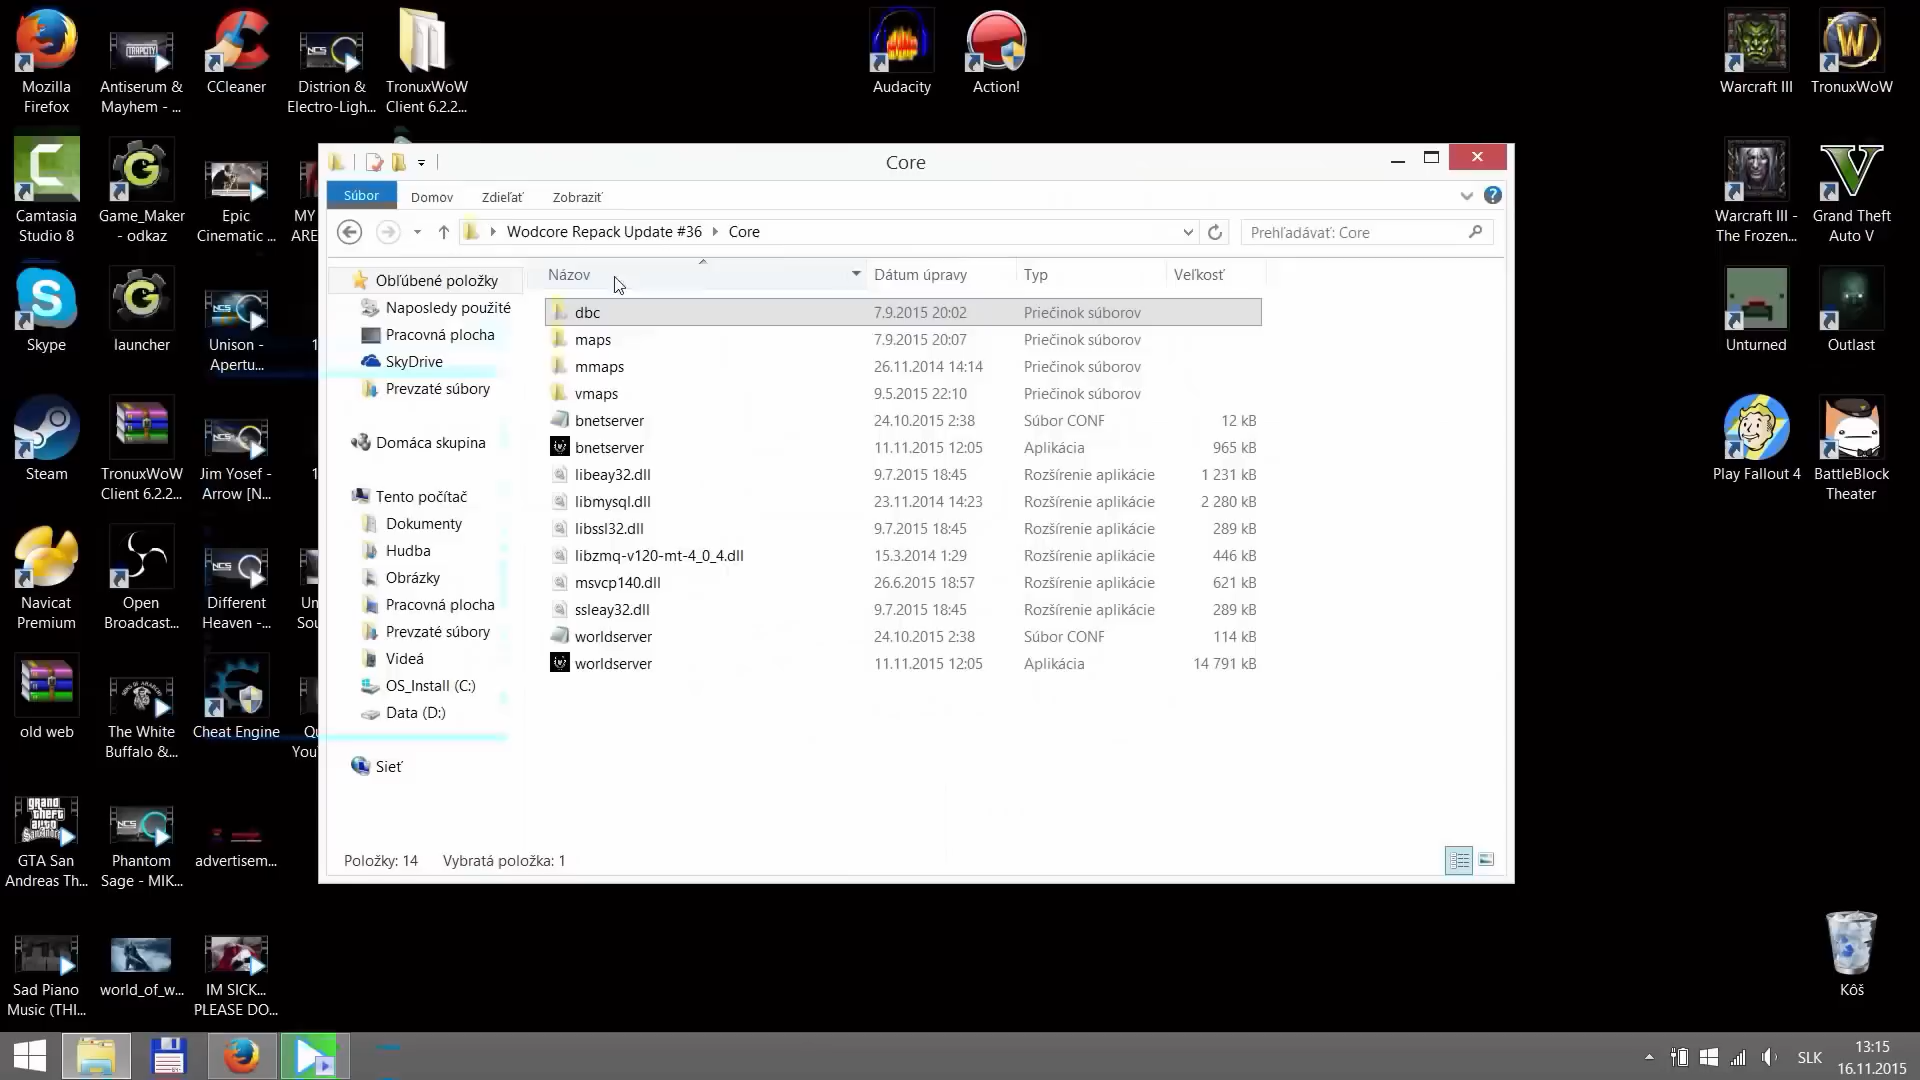 Mozilla
Firefox
Antiserum &
Mayhem - ...
CCleaner
Distrion &
Electro-Ligh...
TronuxWoW
Client 6.2.2...
Audacity
Action!
Warcraft III
TronuxWoW
Camtasia
Studio 8
Game_Maker
- odkaz
Epic
Cinematic ...
MY
ARE
Warcraft III -
The Frozen...
Grand Theft
Auto V
Skype
launcher
Unison -
Apertu...
Unturned
Outlast
Steam
TronuxWoW
Client 6.2.2...
Jim Yosef -
Arrow [N...
Play Fallout 4
BattleBlock
Theater
Navicat
Premium
Open
Broadcast...
Different
Heaven -...
Un
Sou
old web
The White
Buffalo &...
Cheat Engine
Qu
You
GTA San
Andreas Th...
Phantom
Sage - MIK...
advertisem...
Sad Piano
Music (THI...
world_of_w...
IM SICK...
PLEASE DO...
Kôš
Core
Súbor
Domov
Zdieľať
Zobraziť
Wodcore Repack Update #36
Core
Prehľadávať: Core
Názov
Dátum úpravy
Typ
Veľkosť
Obľúbené položky
Naposledy použité
Pracovná plocha
SkyDrive
Prevzaté súbory
Domáca skupina
Tento počítač
Dokumenty
Hudba
Obrázky
Pracovná plocha
Prevzaté súbory
Videá
OS_Install (C:)
Data (D:)
Sieť
dbc 7.9.2015 20:02 Priečinok súborov
maps 7.9.2015 20:07 Priečinok súborov
mmaps 26.11.2014 14:14 Priečinok súborov
vmaps 9.5.2015 22:10 Priečinok súborov
bnetserver 24.10.2015 2:38 Súbor CONF 12 kB
bnetserver 11.11.2015 12:05 Aplikácia 965 kB
libeay32.dll 9.7.2015 18:45 Rozšírenie aplikácie 1 231 kB
libmysql.dll 23.11.2014 14:23 Rozšírenie aplikácie 2 280 kB
libssl32.dll 9.7.2015 18:45 Rozšírenie aplikácie 289 kB
libzmq-v120-mt-4_0_4.dll 15.3.2014 1:29 Rozšírenie aplikácie 446 kB
msvcp140.dll 26.6.2015 18:57 Rozšírenie aplikácie 621 kB
ssleay32.dll 9.7.2015 18:45 Rozšírenie aplikácie 289 kB
worldserver 24.10.2015 2:38 Súbor CONF 114 kB
worldserver 11.11.2015 12:05 Aplikácia 14 791 kB
Položky: 14
Vybratá položka: 1
SLK
13:15
16.11.2015